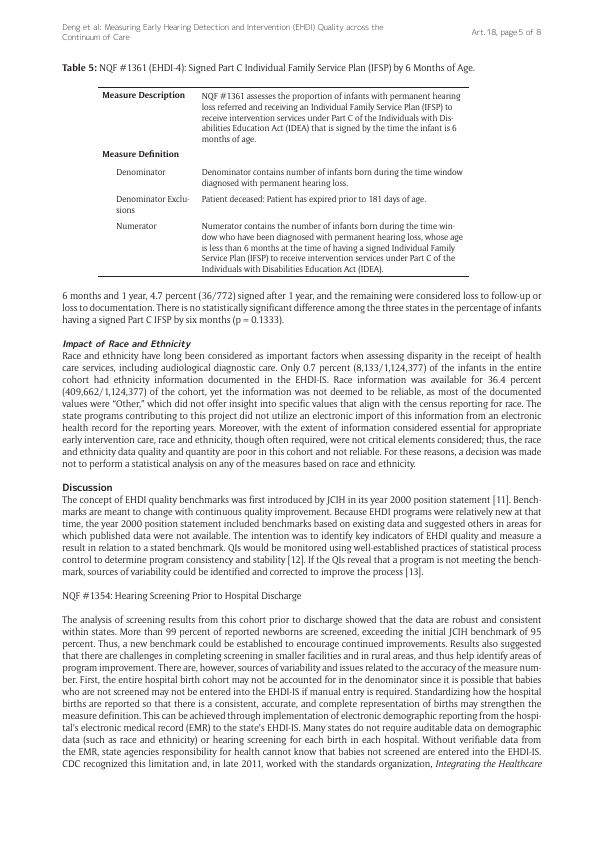 Deng et al: Measuring Early Hearing Detection and Intervention (EHDI) Quality across the
Continuum of Care
Art. 18, page 5 of 8
Table 5: NQF #1361 (EHDI-4): Signed Part C Individual Family Service Plan (IFSP) by 6 Months of Age.
Measure Description
NQF #1361 assesses the proportion of infants with permanent hearing
loss referred and receiving an Individual Family Service Plan (IFSP) to
receive intervention services under Part C of the Individuals with Dis-
abilities Education Act (IDEA) that is signed by the time the infant is 6
months of age.
Measure Definition
Denominator
Denominator contains number of infants born during the time window
diagnosed with permanent hearing loss.
Denominator Exclu-
sions
Patient deceased: Patient has expired prior to 181 days of age.
Numerator
Numerator contains the number of infants born during the time win-
dow who have been diagnosed with permanent hearing loss, whose age
is less than 6 months at the time of having a signed Individual Family
Service Plan (IFSP) to receive intervention services under Part C of the
Individuals with Disabilities Education Act (IDEA).
6 months and 1 year, 4.7 percent (36/772) signed after 1 year, and the remaining were considered loss to follow-up or
loss to documentation. There is no statistically significant difference among the three states in the percentage of infants
having a signed Part C IFSP by six months (p = 0.1333).
Impact of Race and Ethnicity
Race and ethnicity have long been considered as important factors when assessing disparity in the receipt of health
care services, including audiological diagnostic care. Only 0.7 percent (8,133/1,124,377) of the infants in the entire
cohort had ethnicity information documented in the EHDI-IS. Race information was available for 36.4 percent
(409,662/1,124,377) of the cohort, yet the information was not deemed to be reliable, as most of the documented
values were "Other," which did not offer insight into specific values that align with the census reporting for race. The
state programs contributing to this project did not utilize an electronic import of this information from an electronic
health record for the reporting years. Moreover, with the extent of information considered essential for appropriate
early intervention care, race and ethnicity, though often required, were not critical elements considered; thus, the race
and ethnicity data quality and quantity are poor in this cohort and not reliable. For these reasons, a decision was made
not to perform a statistical analysis on any of the measures based on race and ethnicity.
Discussion
The concept of EHDI quality benchmarks was first introduced by JCIH in its year 2000 position statement [11]. Bench-
marks are meant to change with continuous quality improvement. Because EHDI programs were relatively new at that
time, the year 2000 position statement included benchmarks based on existing data and suggested others in areas for
which published data were not available. The intention was to identify key indicators of EHDI quality and measure a
result in relation to a stated benchmark. QIs would be monitored using well-established practices of statistical process
control to determine program consistency and stability [12]. If the QIs reveal that a program is not meeting the bench-
mark, sources of variability could be identified and corrected to improve the process [13].
NQF #1354: Hearing Screening Prior to Hospital Discharge
The analysis of screening results from this cohort prior to discharge showed that the data are robust and consistent
within states. More than 99 percent of reported newborns are screened, exceeding the initial JCIH benchmark of 95
percent. Thus, a new benchmark could be established to encourage continued improvements. Results also suggested
that there are challenges in completing screening in smaller facilities and in rural areas, and thus help identify areas of
program improvement. There are, however, sources of variability and issues related to the accuracy of the measure num-
ber. First, the entire hospital birth cohort may not be accounted for in the denominator since it is possible that babies
who are not screened may not be entered into the EHDI-IS if manual entry is required. Standardizing how the hospital
births are reported so that there is a consistent, accurate, and complete representation of births may strengthen the
measure definition. This can be achieved through implementation of electronic demographic reporting from the hospi-
tal's electronic medical record (EMR) to the state's EHDI-IS. Many states do not require auditable data on demographic
data (such as race and ethnicity) or hearing screening for each birth in each hospital. Without verifiable data from
the EMR, state agencies responsibility for health cannot know that babies not screened are entered into the EHDI-IS.
CDC recognized this limitation and, in late 2011, worked with the standards organization, Integrating the Healthcare